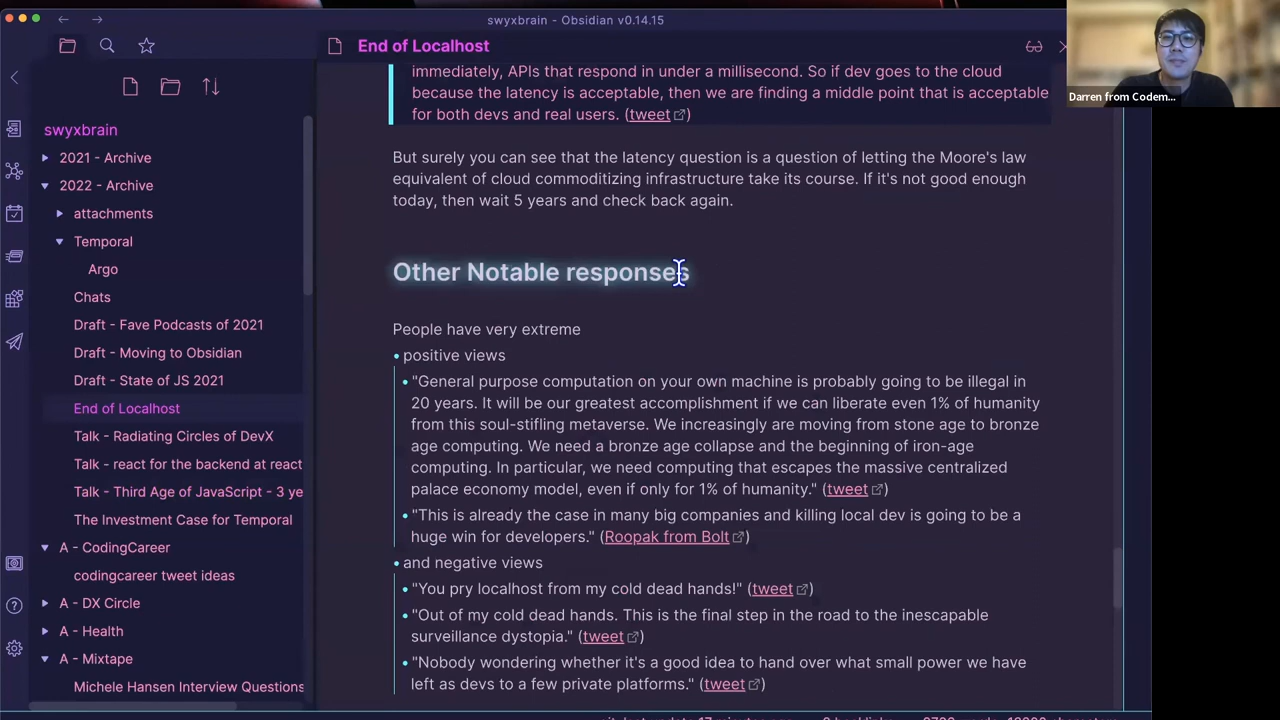 swyxbrain - Obsidian v0.14.15
End of Localhost
Darren from Codem...
swyxbrain
2021 - Archive
2022 - Archive
attachments
Temporal
Argo
Chats
Draft - Fave Podcasts of 2021
Draft - Moving to Obsidian
Draft - State of JS 2021
End of Localhost
Talk - Radiating Circles of DevX
Talk - react for the backend at react
Talk - Third Age of JavaScript - 3 ye
The Investment Case for Temporal
A - CodingCareer
codingcareer tweet ideas
A - DX Circle
A - Health
A - Mixtape
Michele Hansen Interview Questions
immediately, APIs that respond in under a millisecond. So if dev goes to the cloud
because the latency is acceptable, then we are finding a middle point that is acceptable
for both devs and real users. (tweet)
But surely you can see that the latency question is a question of letting the Moore's law
equivalent of cloud commoditizing infrastructure take its course. If it's not good enough
today, then wait 5 years and check back again.
Other Notable responses
People have very extreme
• positive views
• "General purpose computation on your own machine is probably going to be illegal in
20 years. It will be our greatest accomplishment if we can liberate even 1% of humanity
from this soul-stifling metaverse. We increasingly are moving from stone age to bronze
age computing. We need a bronze age collapse and the beginning of iron-age
computing. In particular, we need computing that escapes the massive centralized
palace economy model, even if only for 1% of humanity." (tweet)
• "This is already the case in many big companies and killing local dev is going to be a
huge win for developers." (Roopak from Bolt)
• and negative views
• "You pry localhost from my cold dead hands!" (tweet)
• "Out of my cold dead hands. This is the final step in the road to the inescapable
surveillance dystopia." (tweet)
• "Nobody wondering whether it's a good idea to hand over what small power we have
left as devs to a few private platforms." (tweet)